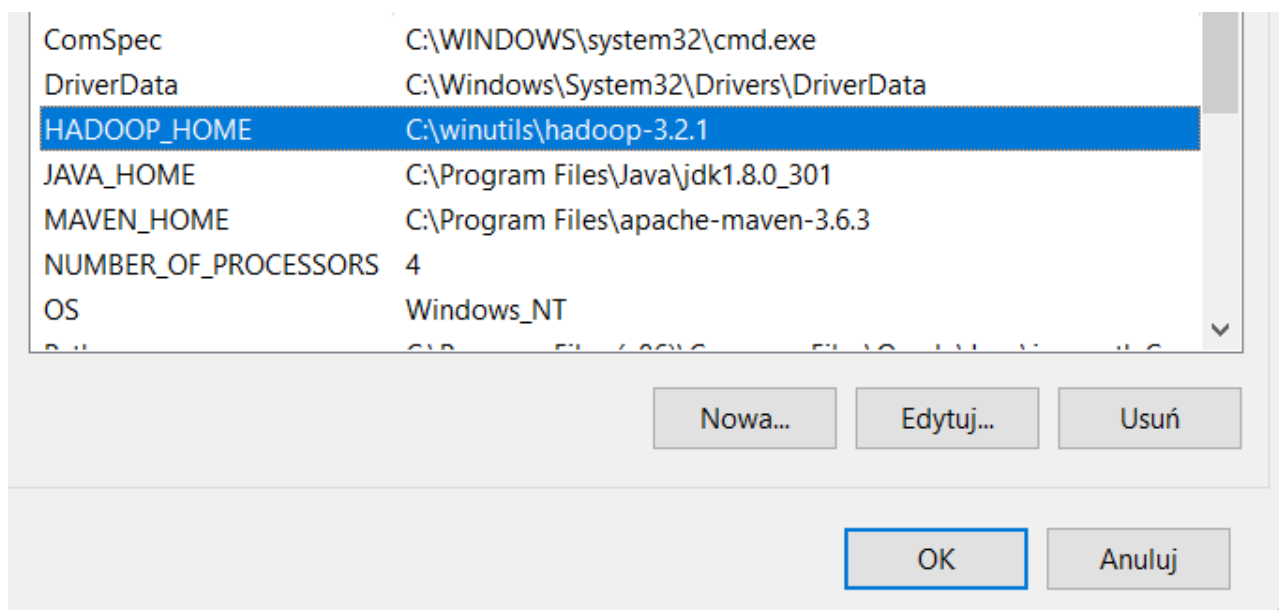 ComSpec C:\WINDOWS\system32\cmd.exe
DriverData C:\Windows\System32\Drivers\DriverData
HADOOP_HOME C:\winutils\hadoop-3.2.1
JAVA_HOME C:\Program Files\Java\jdk1.8.0_301
MAVEN_HOME C:\Program Files\apache-maven-3.6.3
NUMBER_OF_PROCESSORS 4
OS Windows_NT
Nowa... Edytuj... Usuń
OK Anuluj